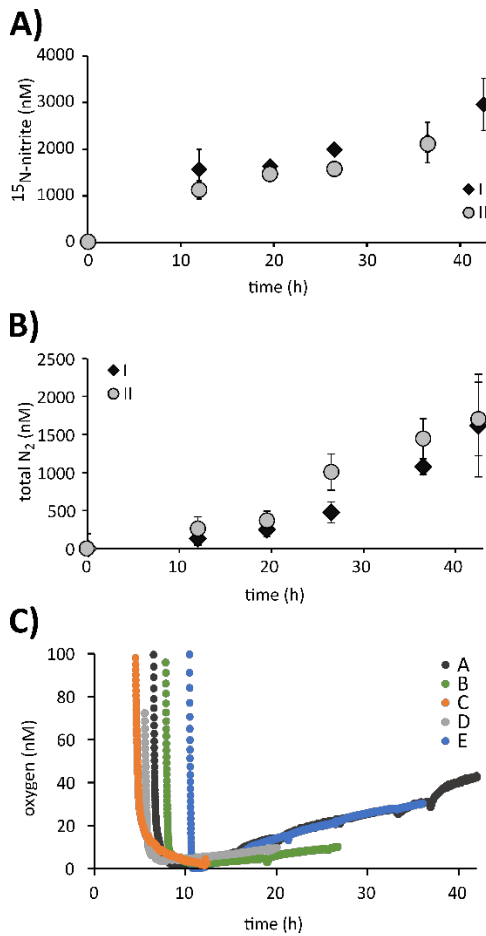 A)
4000
3000
2000
1000
0
¹⁵N-nitrite (nM)
I
II
0 10 20 30 40
time (h)
B)
2500
2000
1500
1000
500
0
total N₂ (nM)
I
II
0 10 20 30 40
time (h)
C)
100
80
60
40
20
0
oxygen (nM)
A
B
C
D
E
0 10 20 30 40
time (h)